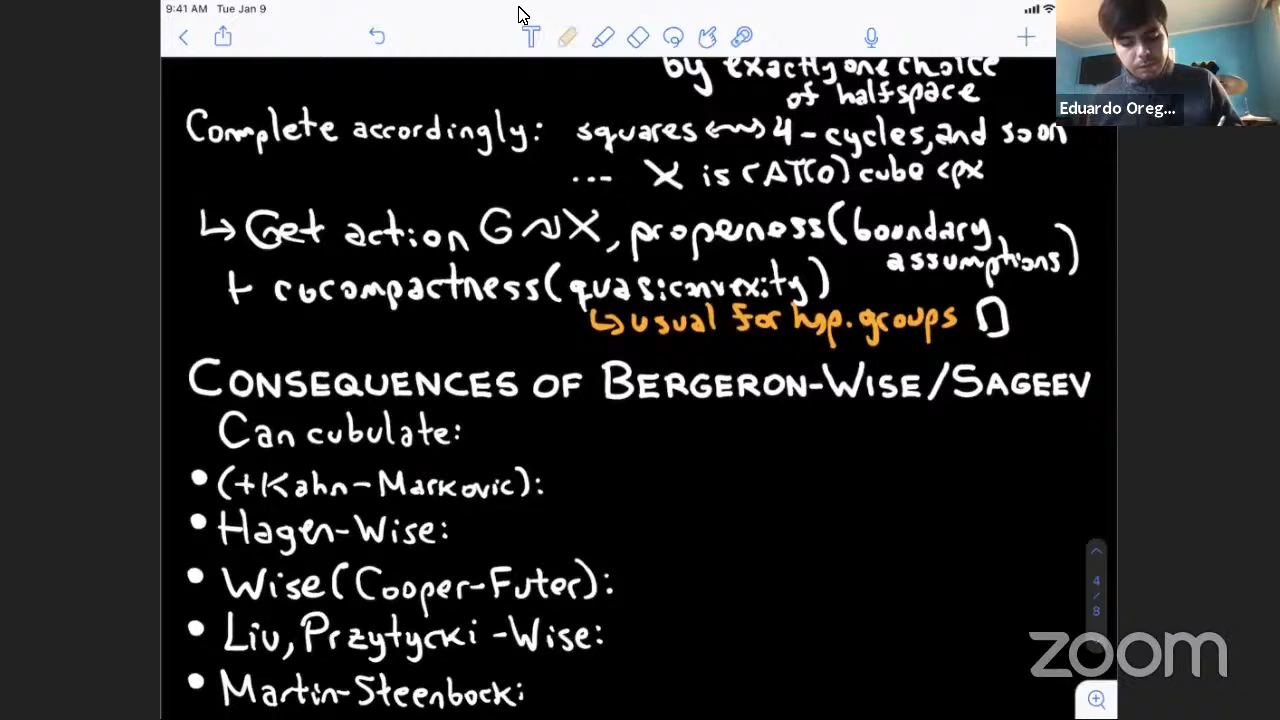 9:41 AM Tue Jan 9
by exactly one choice
of halfspace
Eduardo Oreg...
Complete accordingly: squares ↔ 4-cycles, and so on
... X is CAT(0) cube cpx
↳ Get action G↷X, properness (boundary assumptions)
+ cocompactness (quasiconvexity)
↳ usual for hyp. groups □
CONSEQUENCES OF BERGERON-WISE/SAGEEV
Can cubulate:
• (+Kahn-Markovic):
• Hagen-Wise:
• Wise (Cooper-Futer):
• Liu, Przytycki-Wise:
• Martin-Steenbock:
4
/
8
zoom